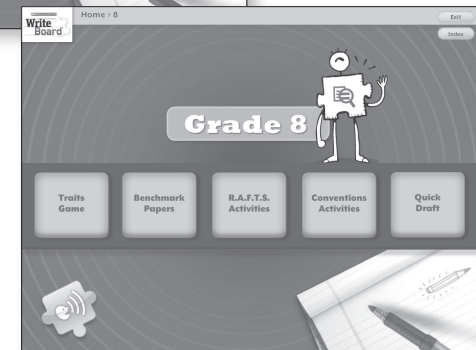 Write
Board
Home > 8
Exit
Index
Grade 8
Traits
Game
Benchmark
Papers
R.A.F.T.S.
Activities
Conventions
Activities
Quick
Draft